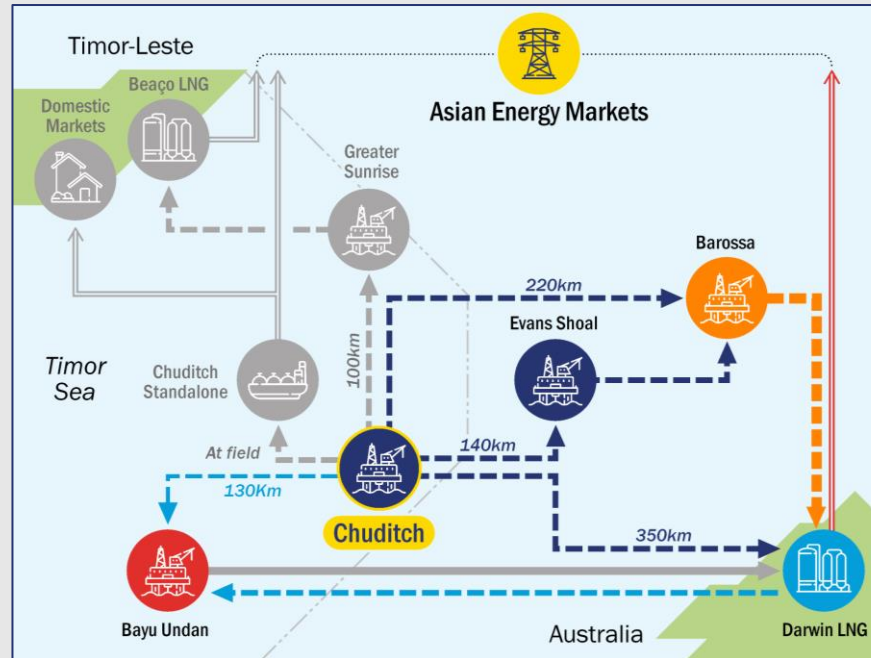 Timor-Leste
Beaço LNG
Domestic
Markets
Asian Energy Markets
Greater
Sunrise
Barossa
220km
Evans Shoal
100km
Timor
Sea
Chuditch
Standalone
At field
140km
130Km
Chuditch
350km
Bayu Undan
Australia
Darwin LNG